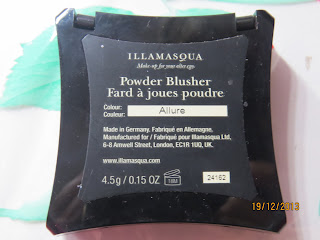 ILLAMASQUA
Make-up for your alter ego
Powder Blusher
Fard à joues poudre
Colour:
Couleur:
Allure
Made in Germany. Fabriqué en Allemagne.
Manufactured for / Fabriqué pour Illamasqua Ltd,
6-8 Amwell Street, London, EC1R 1UQ, UK.
www.illamasqua.com
4.5g / 0.15 OZ
18M
24162
19/12/2013